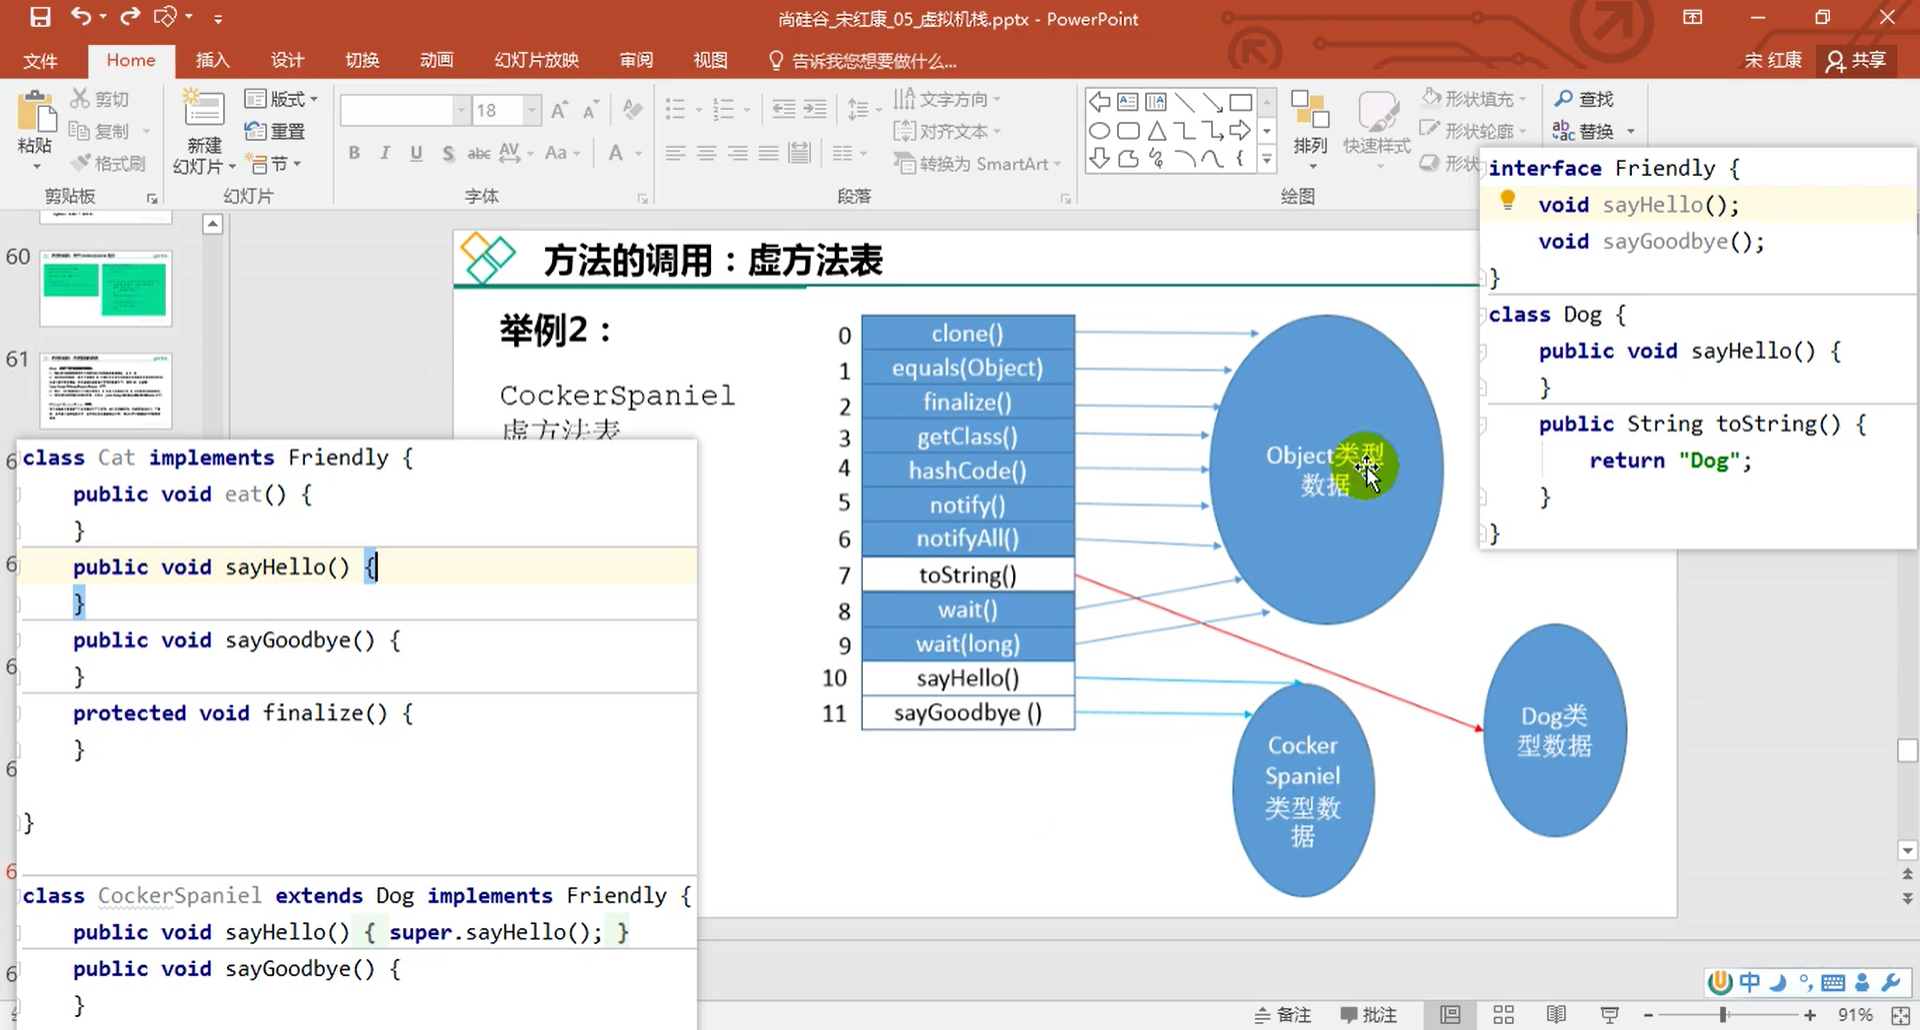 尚硅谷_宋红康_05_虚拟机栈.pptx - PowerPoint
文件 Home 插入 设计 切换 动画 幻灯片放映 审阅 视图 告诉我您想要做什么... 宋 红康 共享
剪切
复制
格式刷
粘贴
剪贴板
新建
幻灯片
版式
重置
节
幻灯片
18
B I U S abc AV Aa A
字体
文字方向
对齐文本
转换为 SmartArt
段落
排列
快速样式
形状填充
形状轮廓
形状
绘图
查找
替换
60
61
方法的调用：虚方法表
举例2：
CockerSpaniel
虚方法表
0 clone()
1 equals(Object)
2 finalize()
3 getClass()
4 hashCode()
5 notify()
6 notifyAll()
7 toString()
8 wait()
9 wait(long)
10 sayHello()
11 sayGoodbye ()
Object类型
数据
Cocker
Spaniel
类型数
据
Dog类
型数据
interface Friendly {
void sayHello();
void sayGoodbye();
}
class Dog {
public void sayHello() {
}
public String toString() {
return "Dog";
}
}
class Cat implements Friendly {
public void eat() {
}
public void sayHello() {
}
public void sayGoodbye() {
}
protected void finalize() {
}
}
class CockerSpaniel extends Dog implements Friendly {
public void sayHello() { super.sayHello(); }
public void sayGoodbye() {
}
中
备注 批注 91%